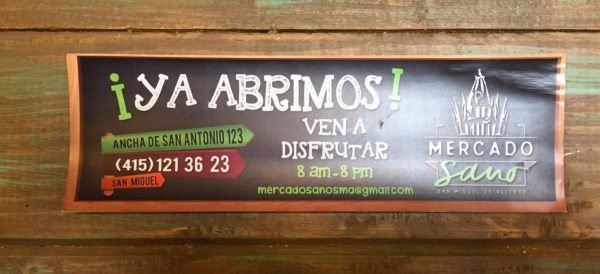 ¡YA ABRIMOS!
ANCHA DE SAN ANTONIO 123
(415) 121 36 23
SAN MIGUEL
VEN A
DISFRUTAR
8 am - 8 pm
mercadosanosma@gmail.com
MERCADO
Sano
SAN MIGUEL DE ALLENDE